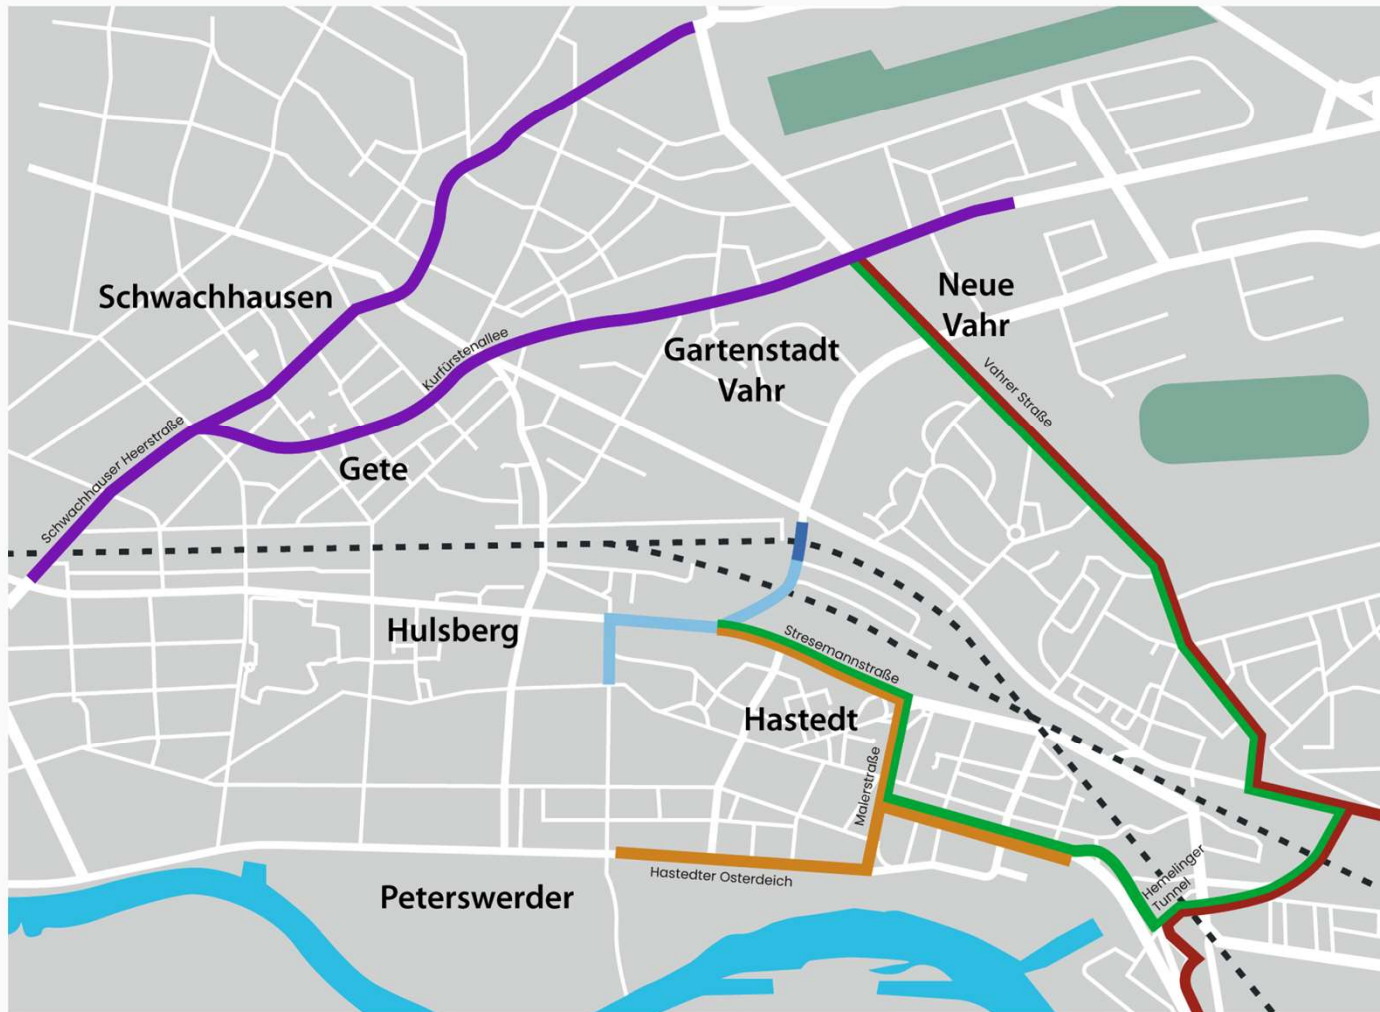 Schwachhausen
Neue
Vahr
Kurfürstenallee
Gartenstadt
Vahr
Vahrer Straße
Schwachhauser Heerstraße
Gete
Hulsberg
Stresemannstraße
Hastedt
Malerstraße
Hastedter Osterdeich
Peterswerder
Hemelinger
Tunnel